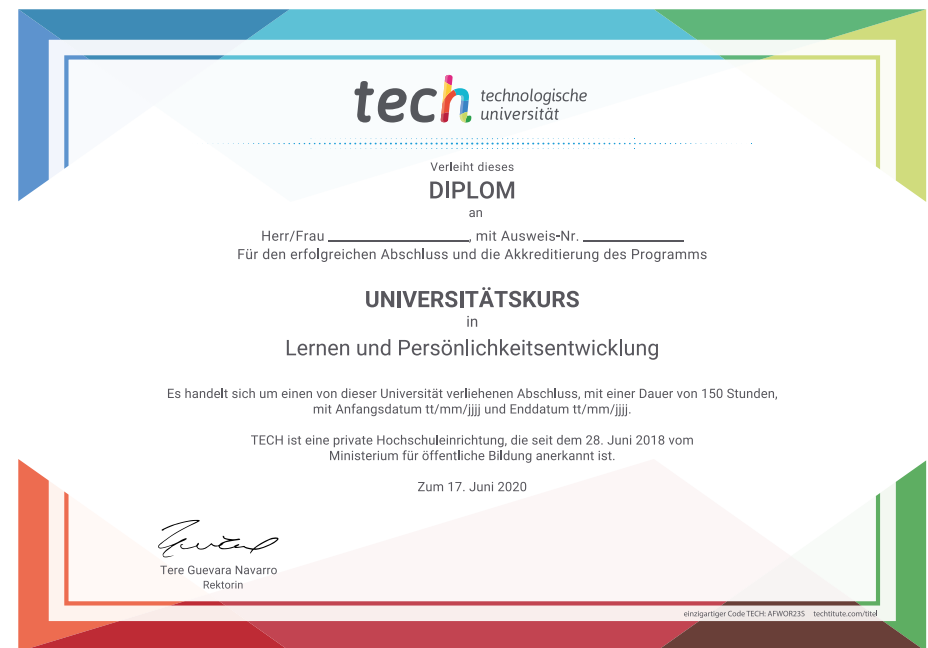 tech technologische
universität
Verleiht dieses
DIPLOM
an
Herr/Frau ____________, mit Ausweis-Nr. ____________
Für den erfolgreichen Abschluss und die Akkreditierung des Programms
UNIVERSITÄTSKURS
in
Lernen und Persönlichkeitsentwicklung
Es handelt sich um einen von dieser Universität verliehenen Abschluss, mit einer Dauer von 150 Stunden,
mit Anfangsdatum tt/mm/jjjj und Enddatum tt/mm/jjjj.
TECH ist eine private Hochschuleinrichtung, die seit dem 28. Juni 2018 vom
Ministerium für öffentliche Bildung anerkannt ist.
Zum 17. Juni 2020
Tere Guevara Navarro
Rektorin
einzigartiger Code TECH: AFWOR23S techtitute.com/titel